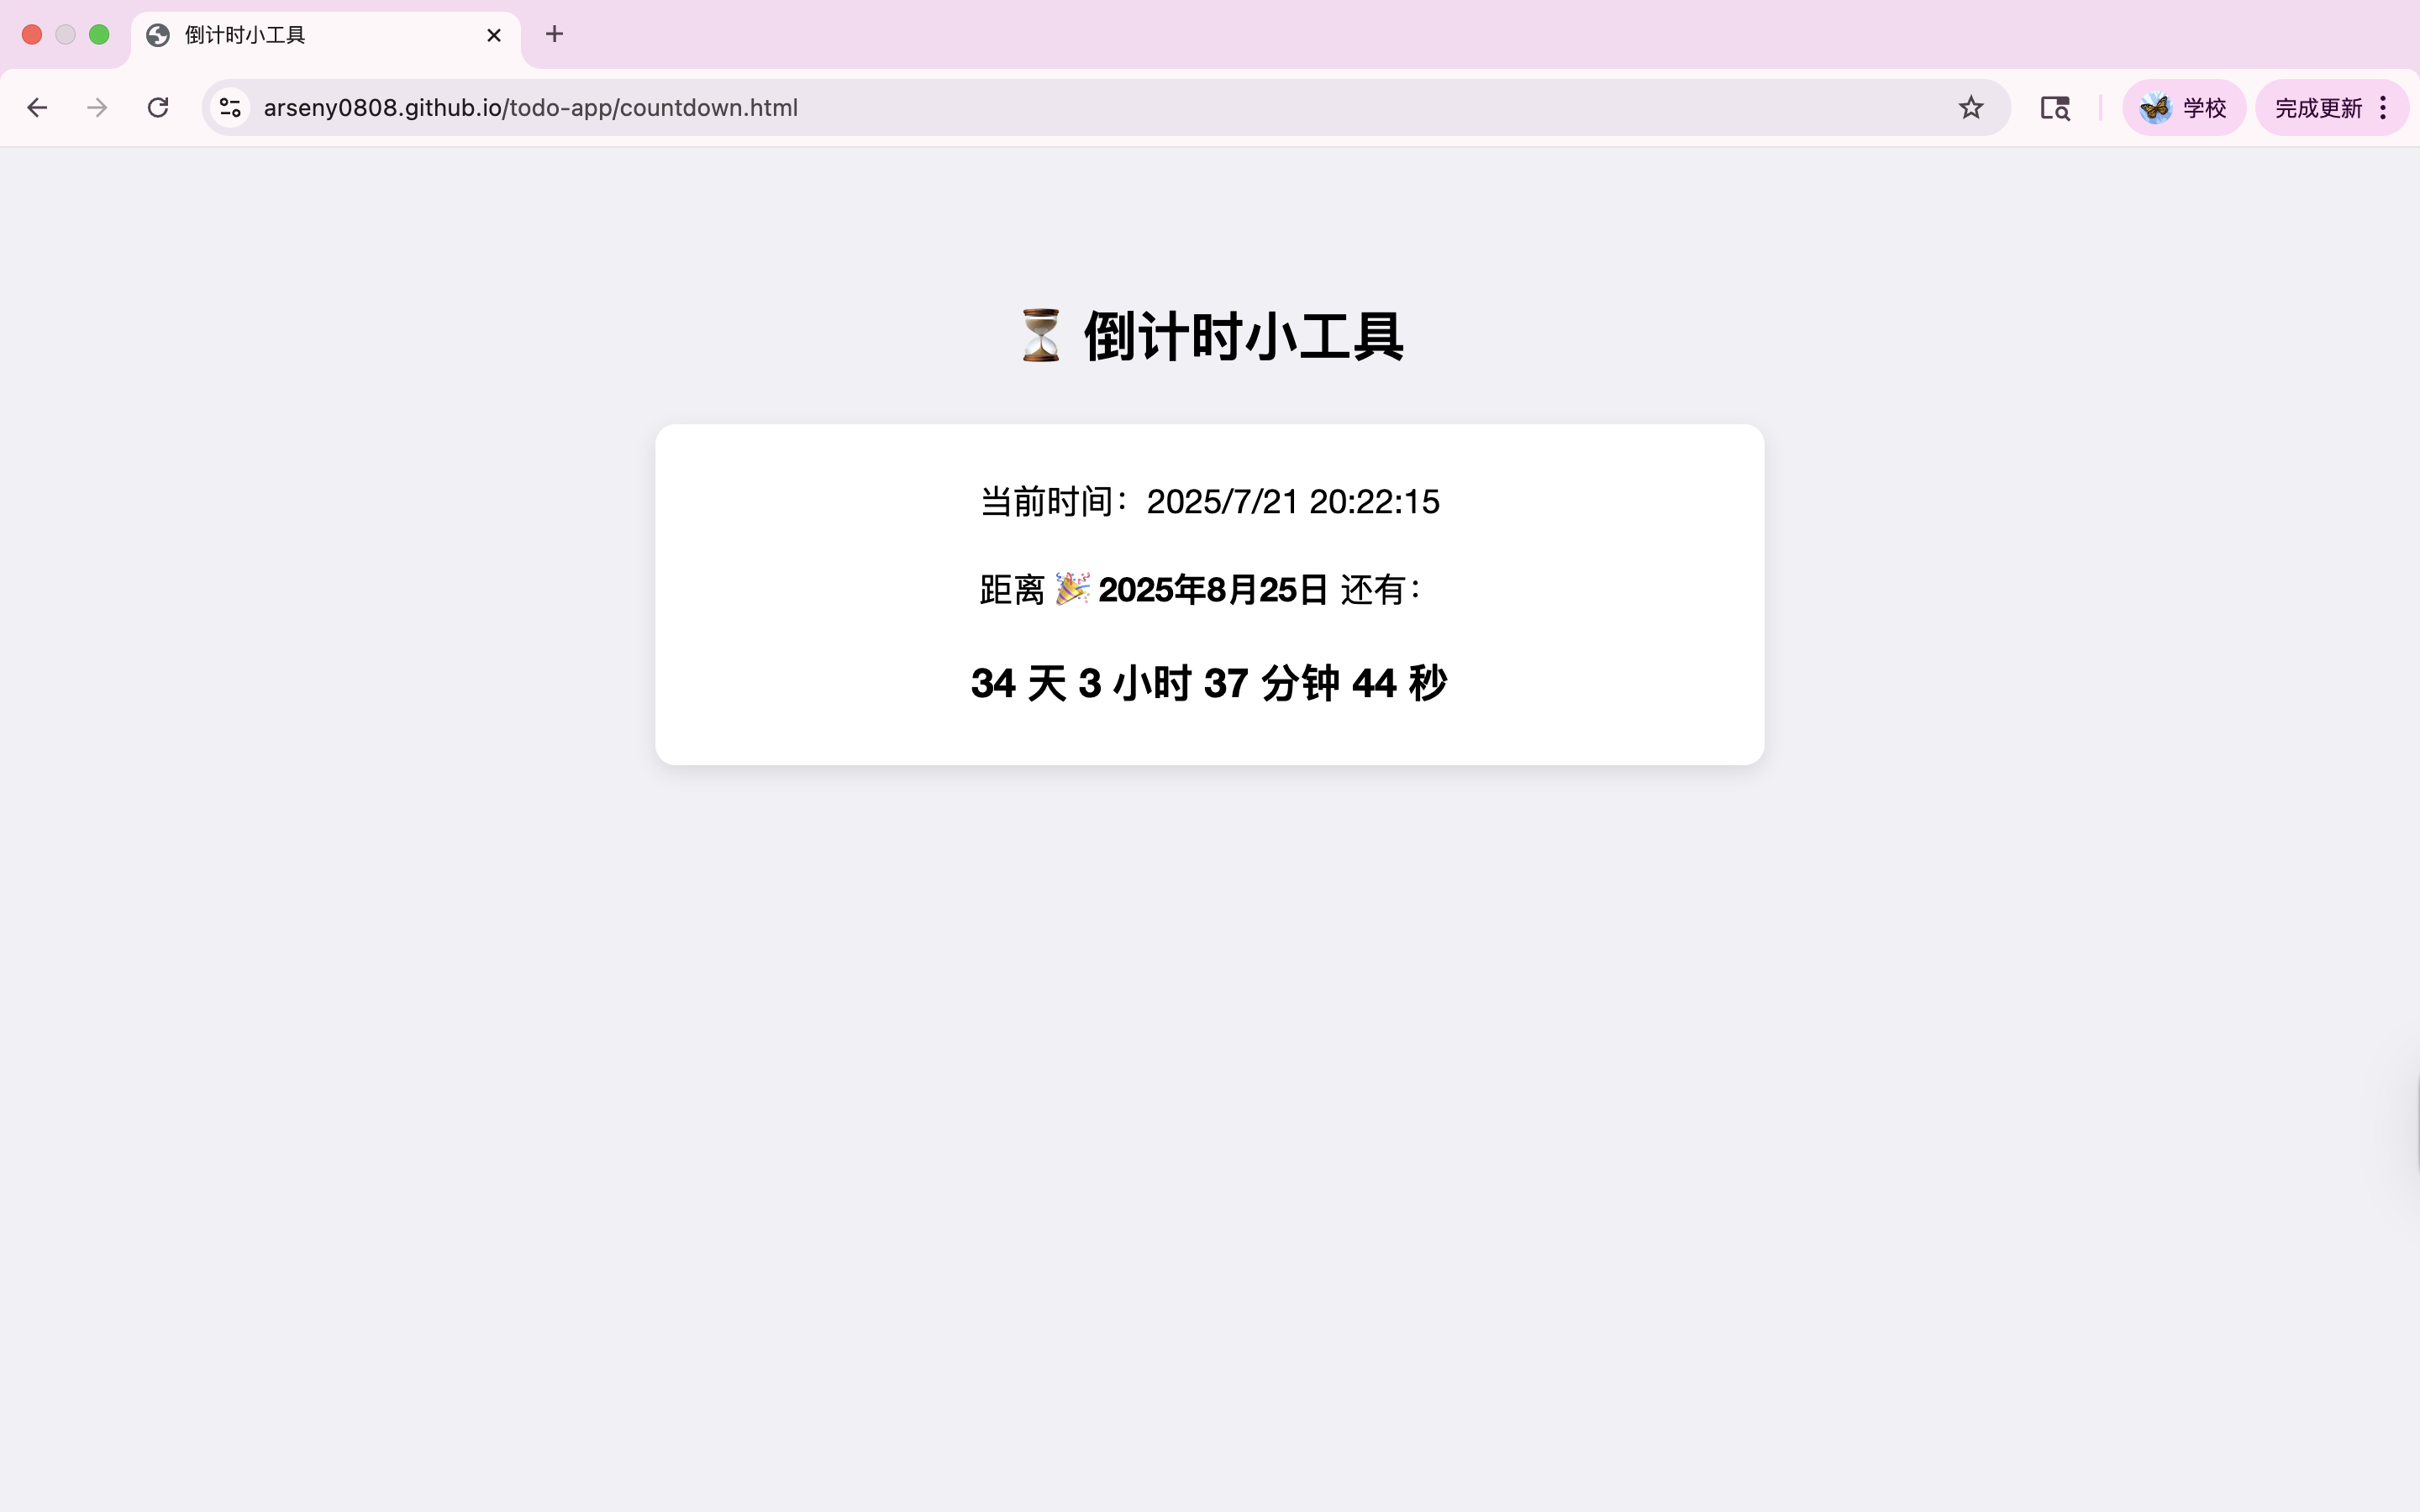 倒计时小工具
arseny0808.github.io/todo-app/countdown.html
学校
完成更新
⏳ 倒计时小工具
当前时间：2025/7/21 20:22:15
距离 🎉 2025年8月25日 还有：
34 天 3 小时 37 分钟 44 秒